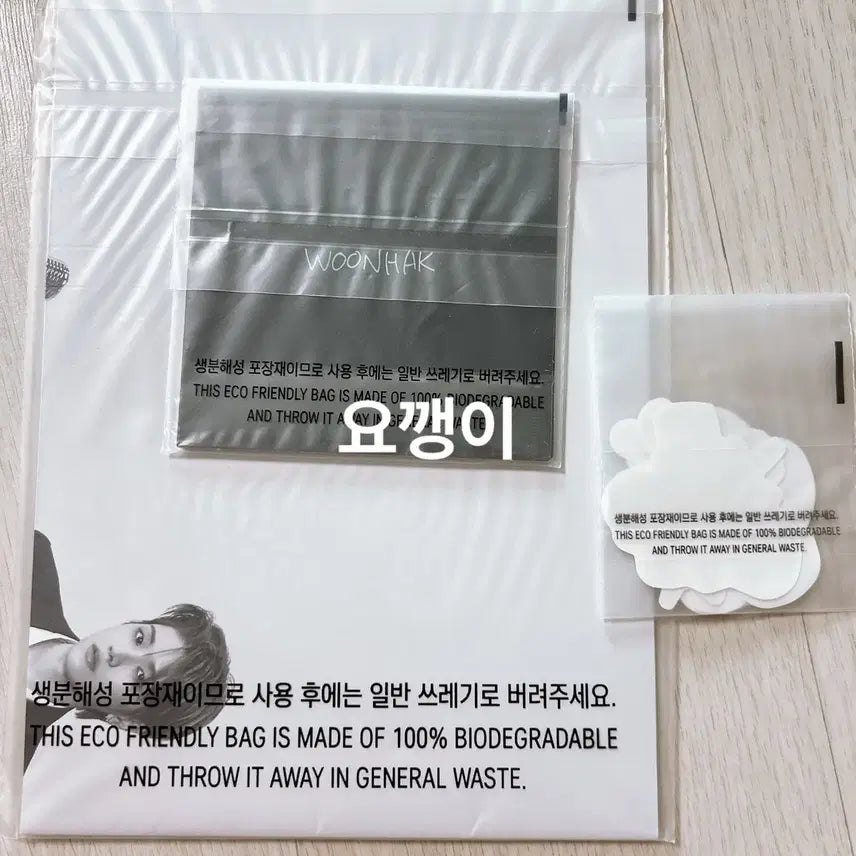 WOONHAK
생분해성 포장재이므로 사용 후에는 일반 쓰레기로 버려주세요.
THIS ECO FRIENDLY BAG IS MADE OF 100% BIODEGRADABLE
AND THROW IT AWAY IN GENERAL WASTE.
요깽이
생분해성 포장재이므로 사용 후에는 일반 쓰레기로 버려주세요.
THIS ECO FRIENDLY BAG IS MADE OF 100% BIODEGRADABLE
AND THROW IT AWAY IN GENERAL WASTE.
생분해성 포장재이므로 사용 후에는 일반 쓰레기로 버려주세요.
THIS ECO FRIENDLY BAG IS MADE OF 100% BIODEGRADABLE
AND THROW IT AWAY IN GENERAL WASTE.